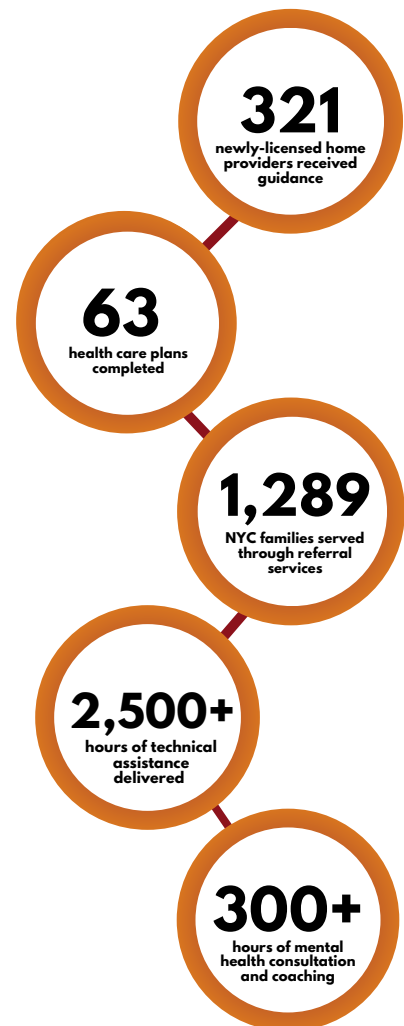 321
newly-licensed home
providers received
guidance
63
health care plans
completed
1,289
NYC families served
through referral
services
2,500+
hours of technical
assistance
delivered
300+
hours of mental
health consultation
and coaching